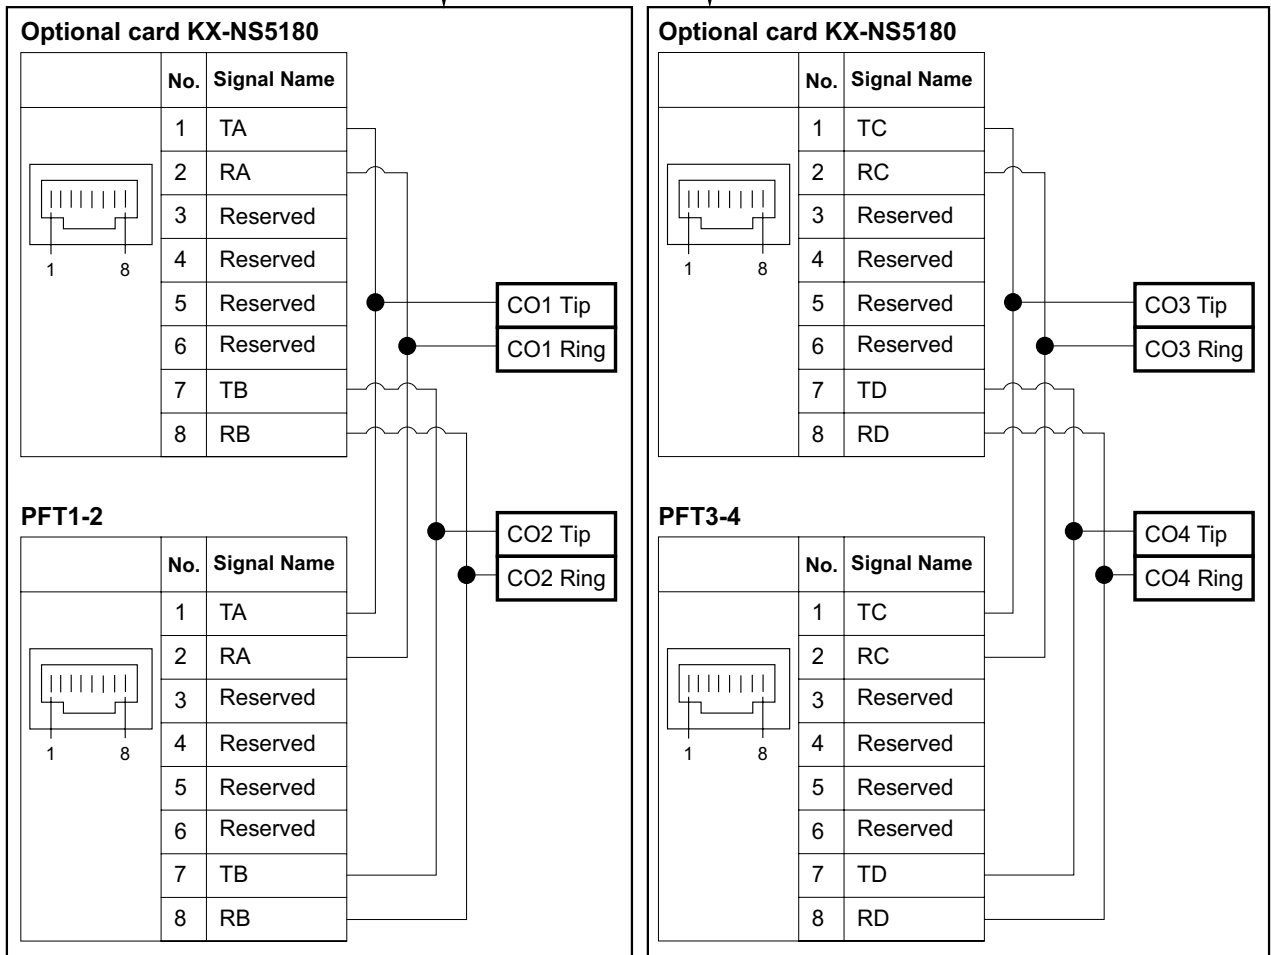 Optional card KX-NS5180
No. Signal Name
1 TA
2 RA
3 Reserved
4 Reserved
5 Reserved
6 Reserved
7 TB
8 RB
1 8
CO1 Tip
CO1 Ring
PFT1-2
No. Signal Name
1 TA
2 RA
3 Reserved
4 Reserved
5 Reserved
6 Reserved
7 TB
8 RB
1 8
CO2 Tip
CO2 Ring
Optional card KX-NS5180
No. Signal Name
1 TC
2 RC
3 Reserved
4 Reserved
5 Reserved
6 Reserved
7 TD
8 RD
1 8
CO3 Tip
CO3 Ring
PFT3-4
No. Signal Name
1 TC
2 RC
3 Reserved
4 Reserved
5 Reserved
6 Reserved
7 TD
8 RD
1 8
CO4 Tip
CO4 Ring